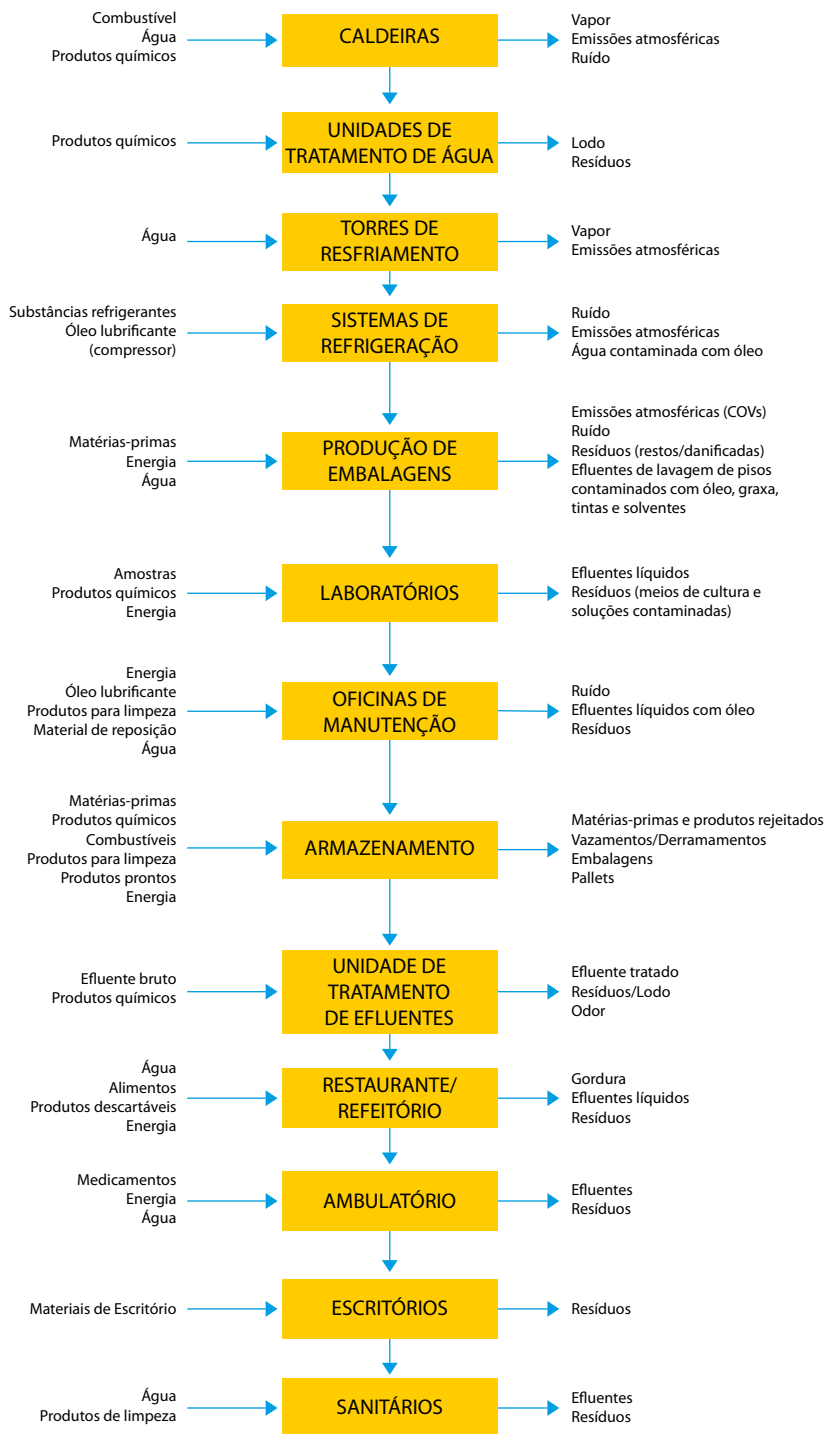 Combustível
Água
Produtos químicos
CALDEIRAS
Vapor
Emissões atmosféricas
Ruído
Produtos químicos
UNIDADES DE
TRATAMENTO DE ÁGUA
Lodo
Resíduos
Água
TORRES DE
RESFRIAMENTO
Vapor
Emissões atmosféricas
Substâncias refrigerantes
Óleo lubrificante
(compressor)
SISTEMAS DE
REFRIGERAÇÃO
Ruído
Emissões atmosféricas
Água contaminada com óleo
Matérias-primas
Energia
Água
PRODUÇÃO DE
EMBALAGENS
Emissões atmosféricas (COVs)
Ruído
Resíduos (restos/danificadas)
Efluentes de lavagem de pisos
contaminados com óleo, graxa,
tintas e solventes
Amostras
Produtos químicos
Energia
LABORATÓRIOS
Efluentes líquidos
Resíduos (meios de cultura e
soluções contaminadas)
Energia
Óleo lubrificante
Produtos para limpeza
Material de reposição
Água
OFICINAS DE
MANUTENÇÃO
Ruído
Efluentes líquidos com óleo
Resíduos
Matérias-primas
Produtos químicos
Combustíveis
Produtos para limpeza
Produtos prontos
Energia
ARMAZENAMENTO
Matérias-primas e produtos rejeitados
Vazamentos/Derramamentos
Embalagens
Pallets
Efluente bruto
Produtos químicos
UNIDADE DE
TRATAMENTO
DE EFLUENTES
Efluente tratado
Resíduos/Lodo
Odor
Água
Alimentos
Produtos descartáveis
Energia
RESTAURANTE/
REFEITÓRIO
Gordura
Efluentes líquidos
Resíduos
Medicamentos
Energia
Água
AMBULATÓRIO
Efluentes
Resíduos
Materiais de Escritório
ESCRITÓRIOS
Resíduos
Água
Produtos de limpeza
SANITÁRIOS
Efluentes
Resíduos